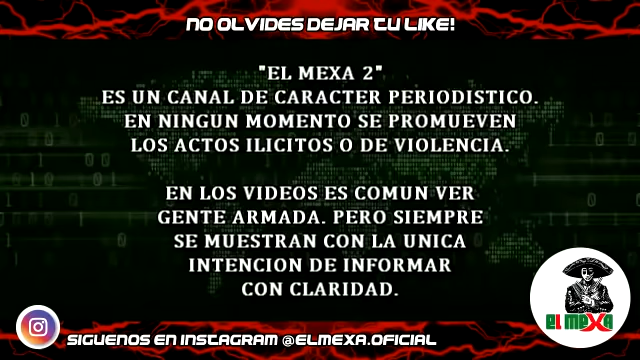 NO OLVIDES DEJAR TU LIKE!
"EL MEXA 2"
ES UN CANAL DE CARACTER PERIODISTICO.
EN NINGUN MOMENTO SE PROMUEVEN
LOS ACTOS ILICITOS O DE VIOLENCIA.
EN LOS VIDEOS ES COMUN VER
GENTE ARMADA. PERO SIEMPRE
SE MUESTRAN CON LA UNICA
INTENCION DE INFORMAR
CON CLARIDAD.
EL MEXA
SIGUENOS EN INSTAGRAM @ELMEXA.OFICIAL